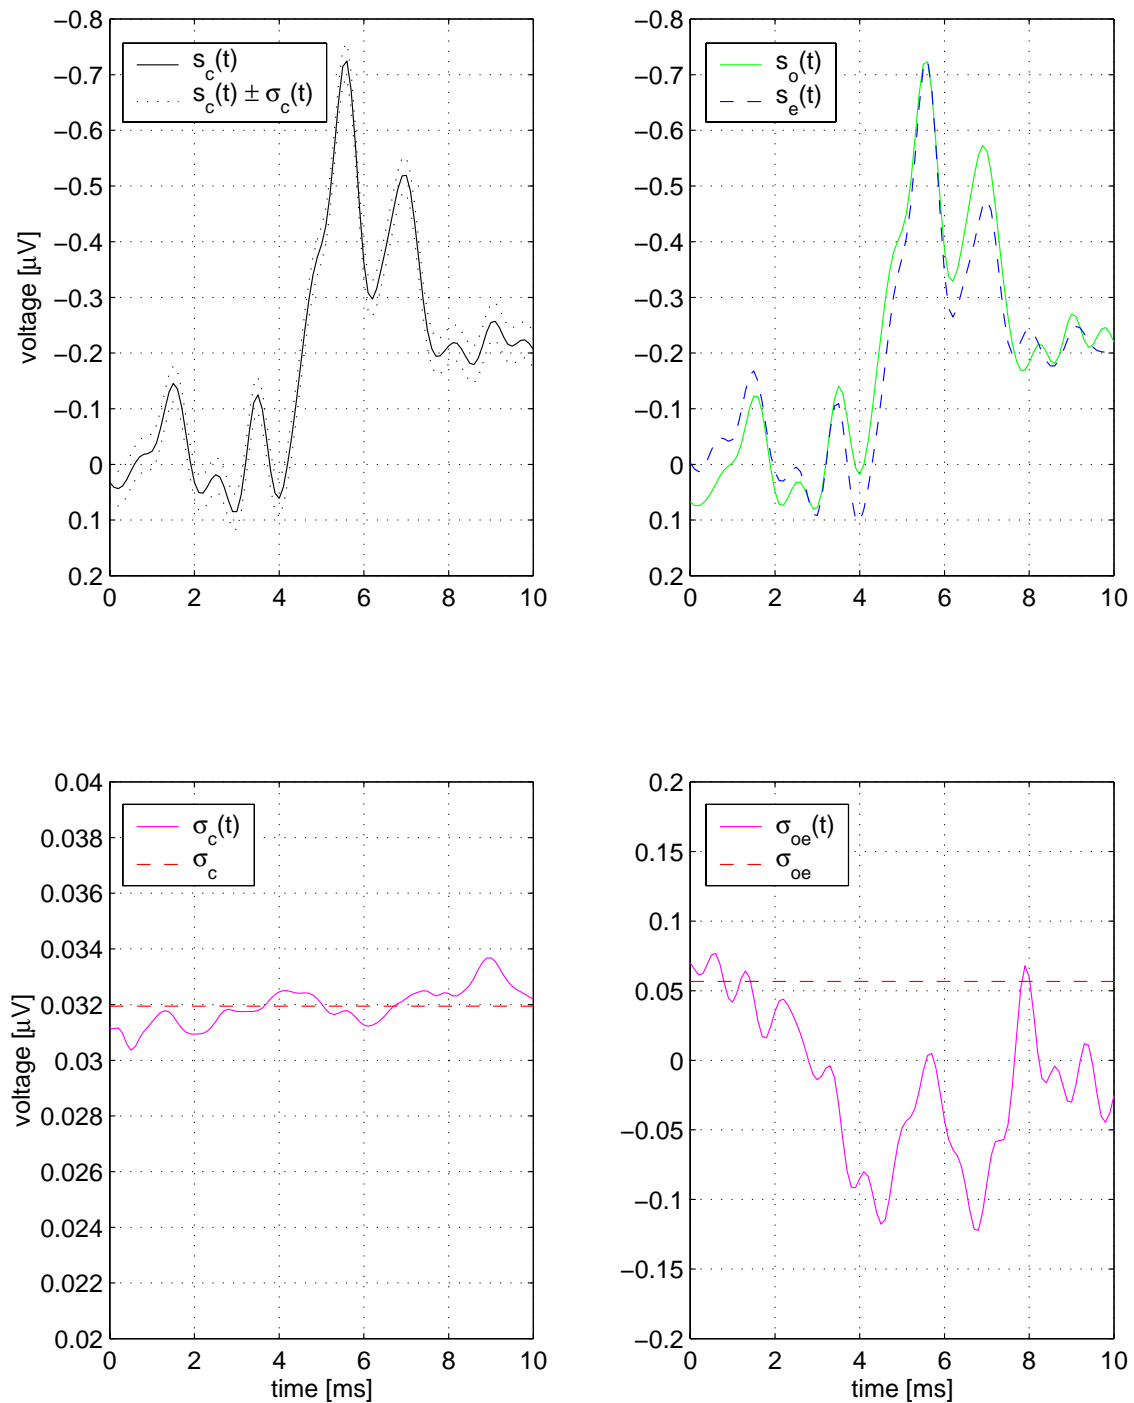 −0.8
−0.7
−0.6
−0.5
−0.4
−0.3
−0.2
−0.1
0
0.1
0.2
voltage [μV]
0 2 4 6 8 10
s_c(t)
s_c(t) ± σ_c(t)
−0.8
−0.7
−0.6
−0.5
−0.4
−0.3
−0.2
−0.1
0
0.1
0.2
0 2 4 6 8 10
s_o(t)
s_e(t)
0.04
0.038
0.036
0.034
0.032
0.03
0.028
0.026
0.024
0.022
0.02
voltage [μV]
0 2 4 6 8 10
time [ms]
σ_c(t)
σ_c
0.2
0.15
0.1
0.05
0
−0.05
−0.1
−0.15
−0.2
0 2 4 6 8 10
time [ms]
σ_oe(t)
σ_oe